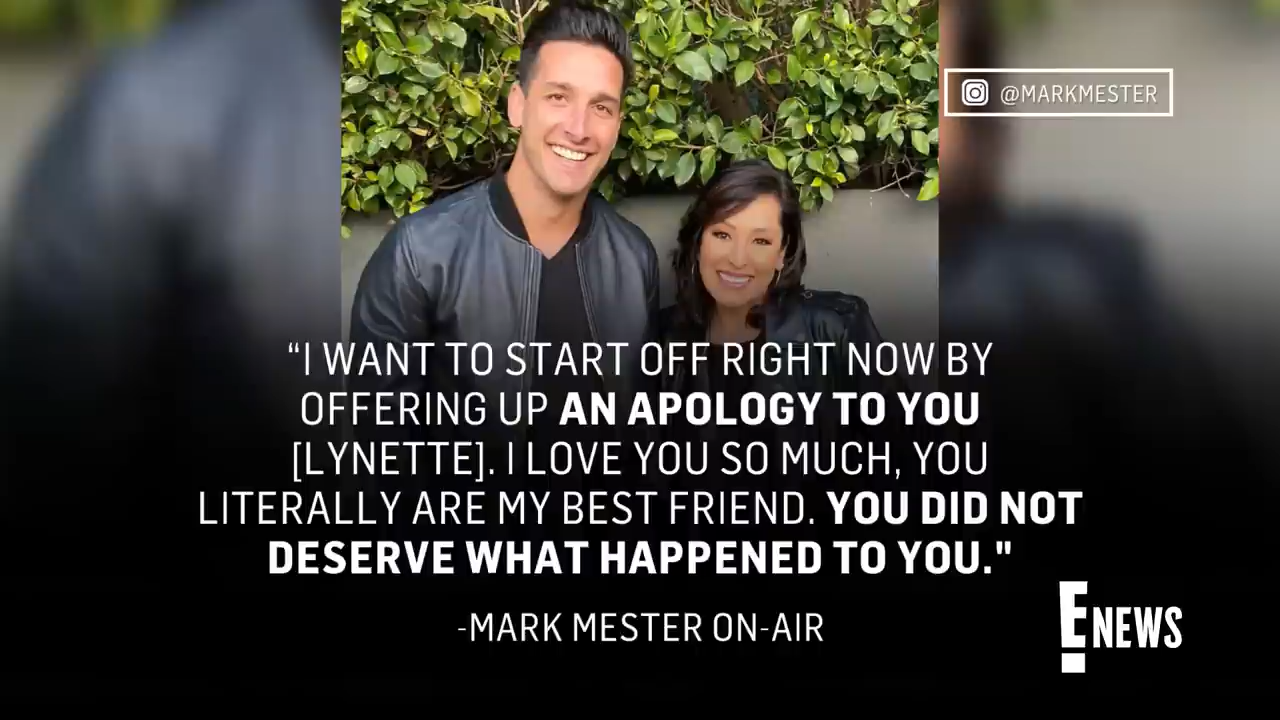 @MARKMESTER
“I WANT TO START OFF RIGHT NOW BY
OFFERING UP AN APOLOGY TO YOU
[LYNETTE]. I LOVE YOU SO MUCH, YOU
LITERALLY ARE MY BEST FRIEND. YOU DID NOT
DESERVE WHAT HAPPENED TO YOU."
-MARK MESTER ON-AIR
E NEWS